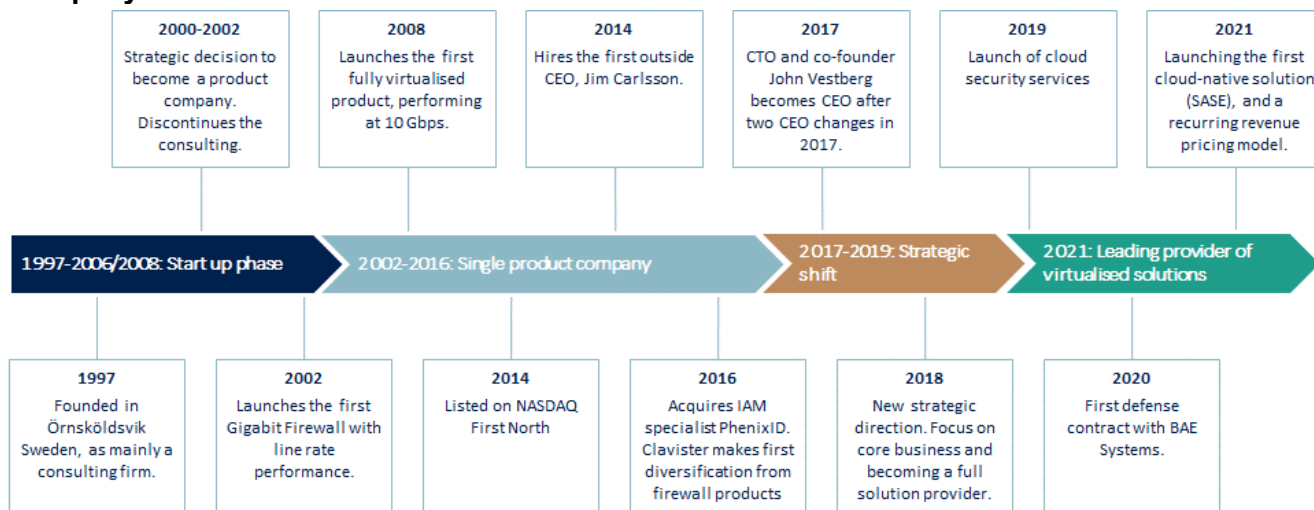 2000-2002
Strategic decision to
become a product
company.
Discontinues the
consulting.
2008
Launches the first
fully virtualised
product, performing
at 10 Gbps.
2014
Hires the first outside
CEO, Jim Carlsson.
2017
CTO and co-founder
John Vestberg
becomes CEO after
two CEO changes in
2017.
2019
Launch of cloud
security services
2021
Launching the first
cloud-native solution
(SASE), and a
recurring revenue
pricing model.
1997-2006/2008: Start up phase
2002-2016: Single product company
2017-2019: Strategic
shift
2021: Leading provider of
virtualised solutions
1997
Founded in
Örnsköldsvik
Sweden, as mainly a
consulting firm.
2002
Launches the first
Gigabit Firewall with
line rate
performance.
2014
Listed on NASDAQ
First North
2016
Acquires IAM
specialist PhenixID.
Clavister makes first
diversification from
firewall products
2018
New strategic
direction. Focus on
core business and
becoming a full
solution provider.
2020
First defense
contract with BAE
Systems.